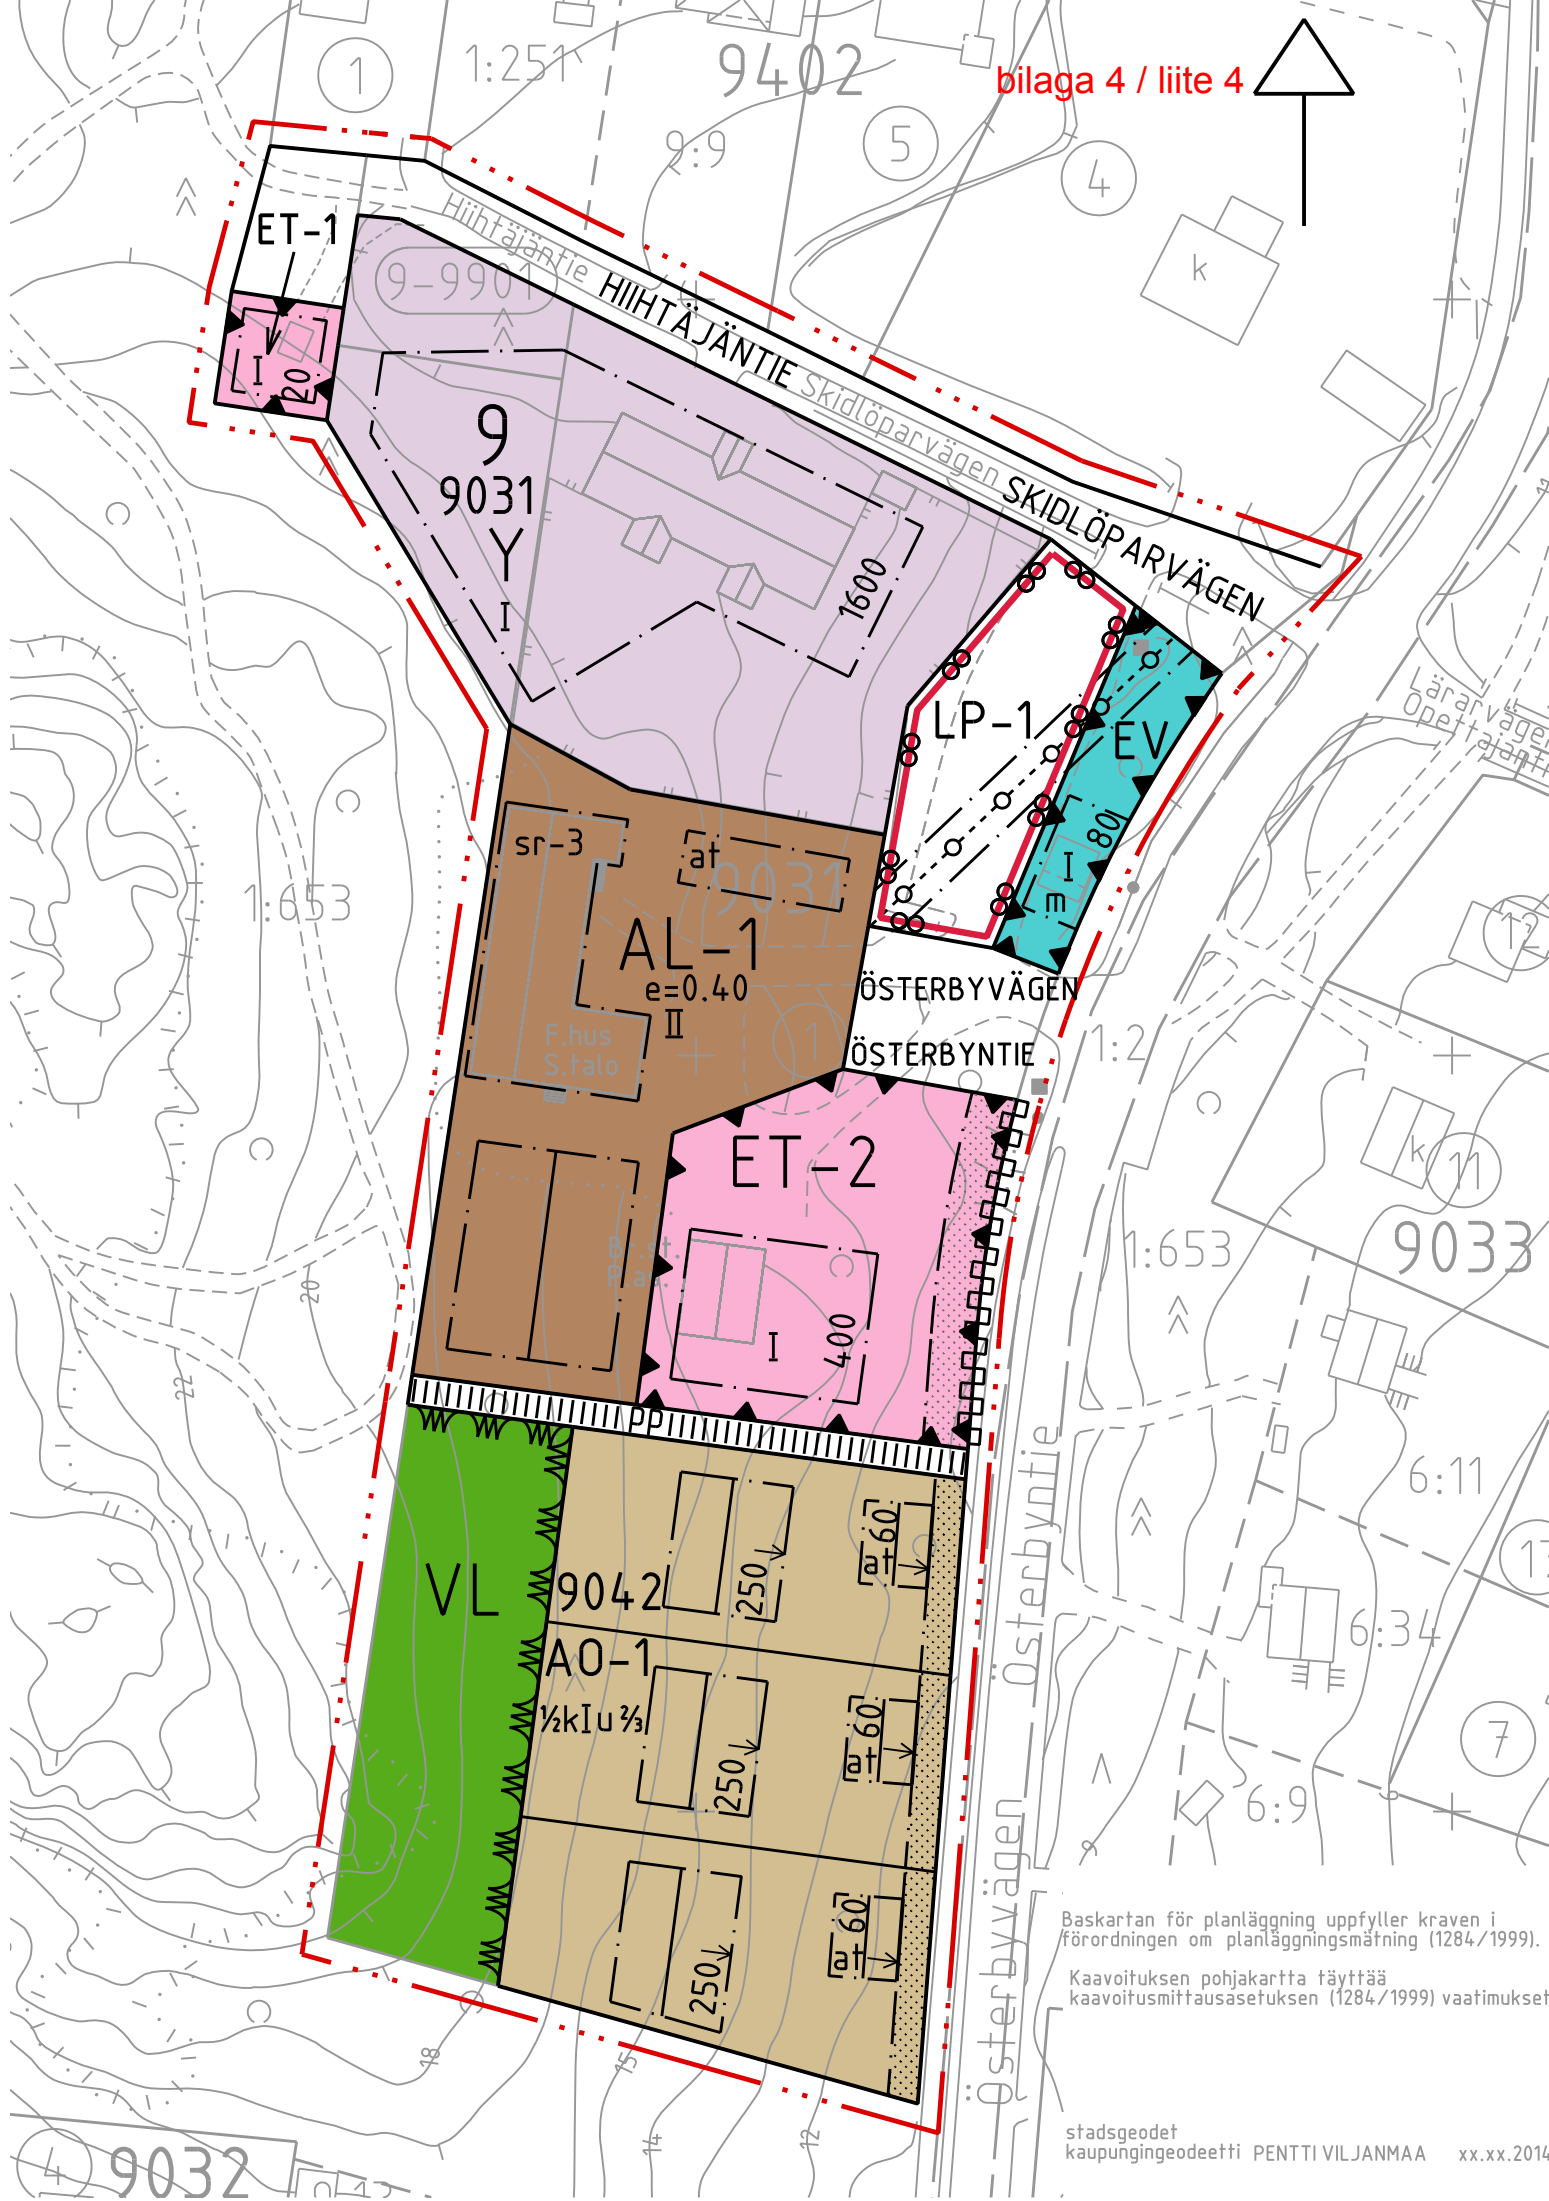 1
1:251
9402
bilaga 4 / liite 4
5
9:9
4
ET-1
Hiihtäjäntie
9-9901
HIIHTÄJÄNTIE
k
I
20
Skidlöparvägen
9
9031
Y
I
SKIDLÖPARVÄGEN
1600
LP-1
EV
Lärarvägen
sr-3
at
80
I
m
1:653
9031
12
AL-1
e=0.40
II
ÖSTERBYVÄGEN
F.hus
S.talo
1
ÖSTERBYNTIE
1:2
ET-2
k
11
1:653
9033
20
I
400
22
PP
Österbyntie
6:11
VL
9042
250
60
at
AO-1
½kIu⅔
6:34
250
60
at
7
6:9
9
250
60
at
Österbyvägen
Baskartan för planläggning uppfyller kraven i
förordningen om planläggningsmätning (1284/1999).
Kaavoituksen pohjakartta täyttää
kaavoitusmittausasetuksen (1284/1999) vaatimukset
18
15
14
12
stadsgeodet
kaupungingeodeetti PENTTI VILJANMAA xx.xx.2014
4
9032